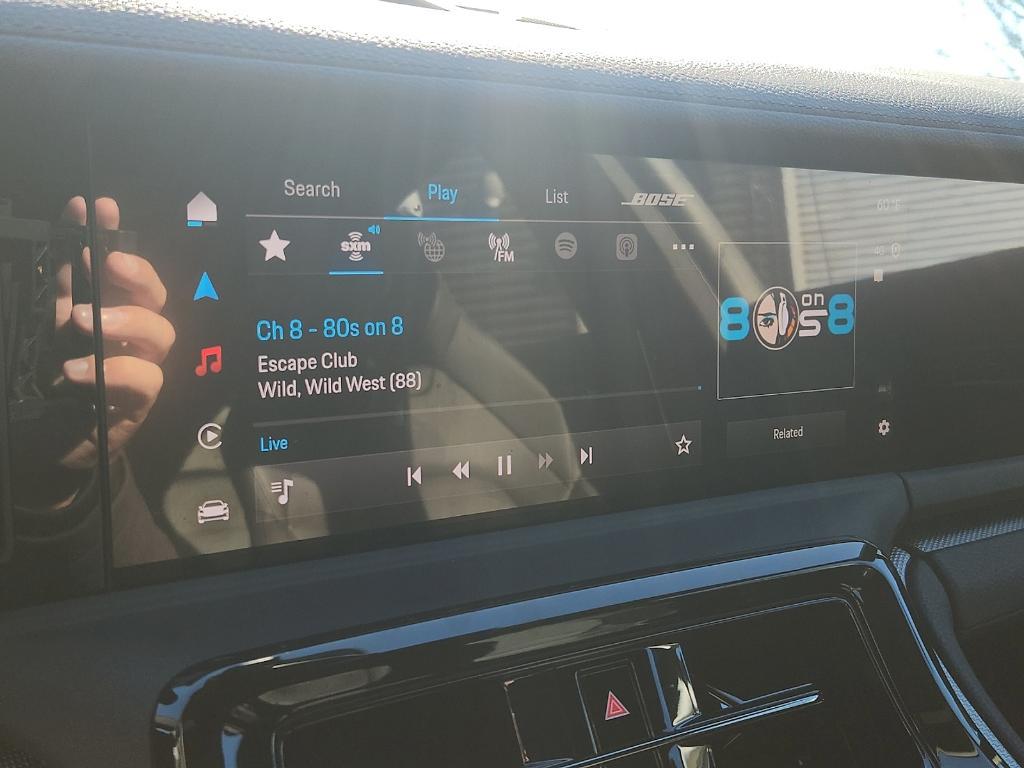 Search Play List BOSE
sxm FM
Ch 8 - 80s on 8
Escape Club
Wild, Wild West (88)
80s on 8
Live
Related